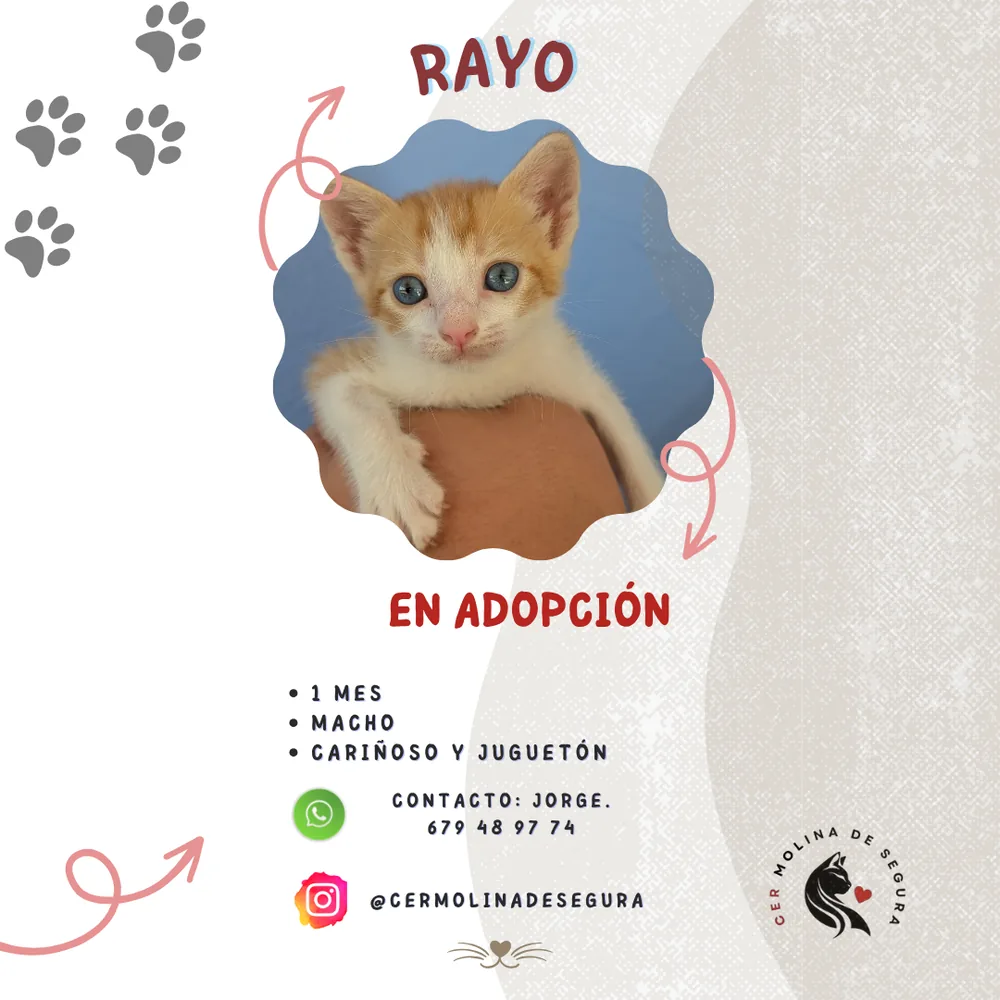 RAYO
EN ADOPCIÓN
• 1 MES
• MACHO
• CARIÑOSO Y JUGUETÓN
CONTACTO: JORGE.
679 48 97 74
@CERMOLINADESEGURA
CER MOLINA DE SEGURA